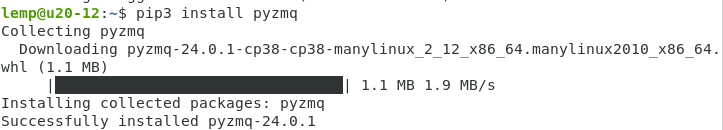 lemp@u20-12:~$ pip3 install pyzmq
Collecting pyzmq
  Downloading pyzmq-24.0.1-cp38-cp38-manylinux_2_12_x86_64.manylinux2010_x86_64.
whl (1.1 MB)
     |████████████████████████████████| 1.1 MB 1.9 MB/s
Installing collected packages: pyzmq
Successfully installed pyzmq-24.0.1